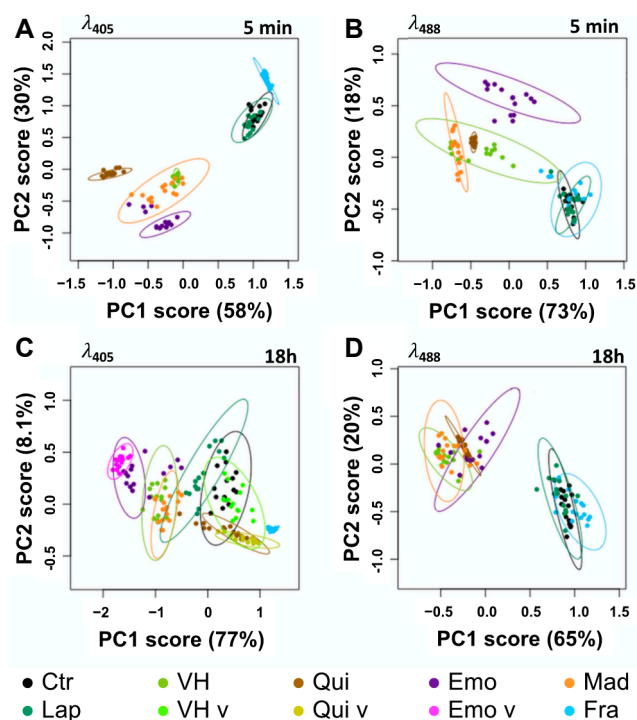 A λ405 5 min
2.0
1.5
1.0
0.5
0.0
−0.5
−1.0
PC2 score (30%)
−1.5 −1.0 −0.5 0.0 0.5 1.0 1.5
PC1 score (58%)
B λ488 5 min
1.0
0.5
0.0
−0.5
−1.0
PC2 score (18%)
−1.0 −0.5 0.0 0.5 1.0 1.5
PC1 score (73%)
C λ405 18h
1.0
0.5
0.0
−0.5
PC2 score (8.1%)
−2 −1 0 1
PC1 score (77%)
D λ488 18h
1.0
0.5
0.0
−0.5
−1.0
PC2 score (20%)
−0.5 0.0 0.5 1.0 1.5
PC1 score (65%)
Ctr VH Qui Emo Mad
Lap VH v Qui v Emo v Fra